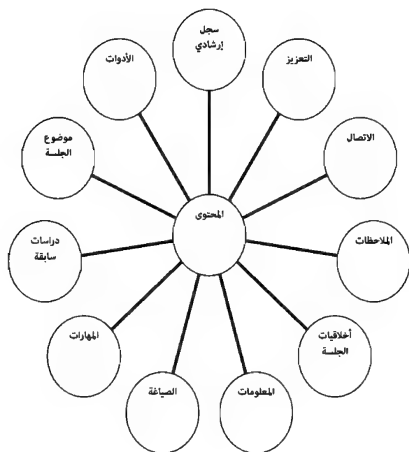 سجل
إرشادي
التعزيز
الاتصال
الملاحظات
أخلاقيات
الجلسة
المعلومات
الصياغة
المهارات
دراسات
سابقة
موضوع
الجلسة
الأدوات
المحتوى